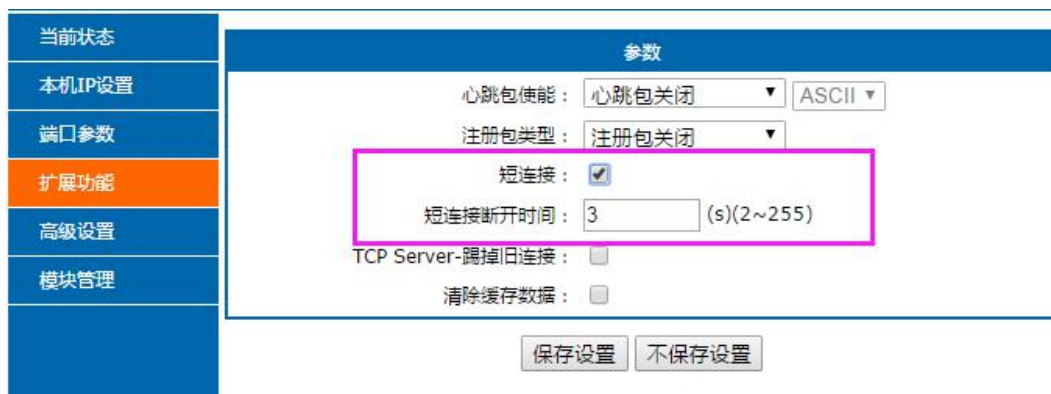 当前状态
本机IP设置
端口参数
扩展功能
高级设置
模块管理
参数
心跳包使能： 心跳包关闭 ASCII
注册包类型： 注册包关闭
短连接：
短连接断开时间： 3 (s)(2~255)
TCP Server-踢掉旧连接：
清除缓存数据：
保存设置 不保存设置